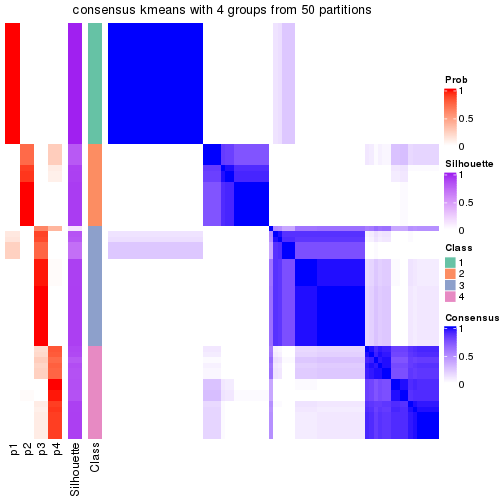 consensus kmeans with 4 groups from 50 partitions
Prob
1
0.5
0
Silhouette
1
0.5
0
Class
1
2
3
4
Consensus
1
0.5
0
p1
p2
p3
p4
Silhouette
Class